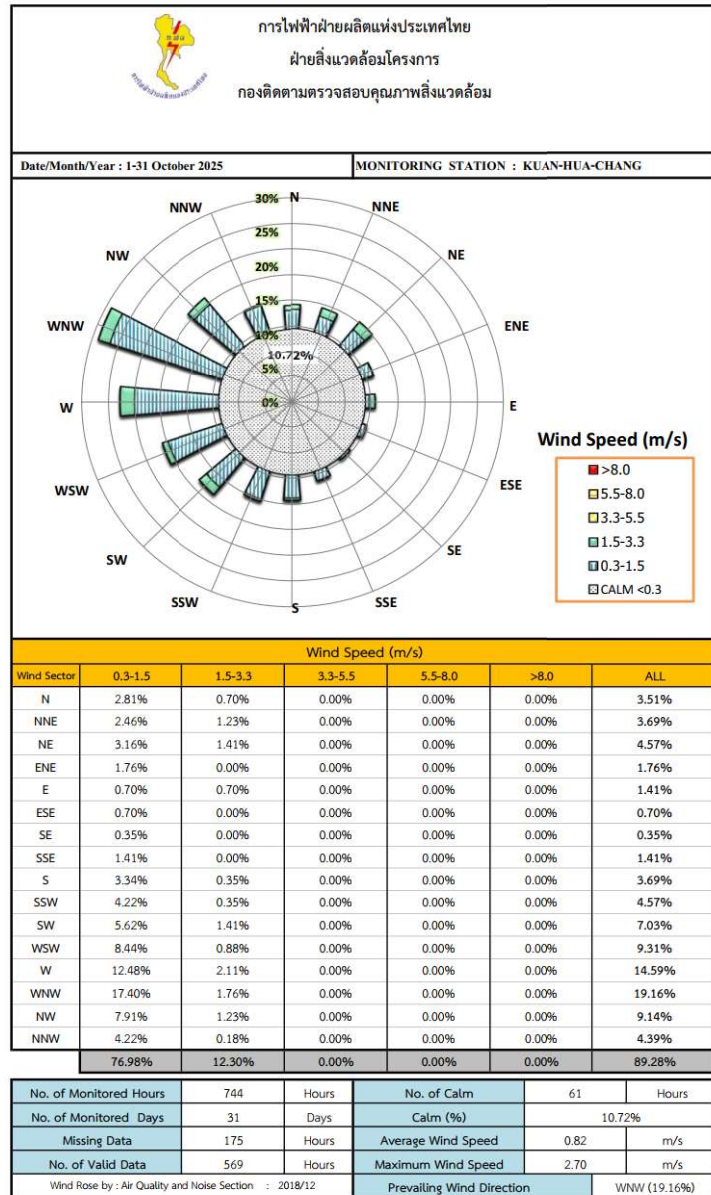 การไฟฟ้าฝ่ายผลิตแห่งประเทศไทย
ฝ่ายสิ่งแวดล้อมโครงการ
กองติดตามตรวจสอบคุณภาพสิ่งแวดล้อม
Date/Month/Year : 1-31 October 2025 MONITORING STATION : KUAN-HUA-CHANG
N
NNE
NE
ENE
E
ESE
SE
SSE
S
SSW
SW
WSW
W
WNW
NW
NNW
30%
25%
20%
15%
10%
5%
0%
10.72%
Wind Speed (m/s)
>8.0
5.5-8.0
3.3-5.5
1.5-3.3
0.3-1.5
CALM <0.3
Wind Speed (m/s)
Wind Sector 0.3-1.5 1.5-3.3 3.3-5.5 5.5-8.0 >8.0 ALL
N 2.81% 0.70% 0.00% 0.00% 0.00% 3.51%
NNE 2.46% 1.23% 0.00% 0.00% 0.00% 3.69%
NE 3.16% 1.41% 0.00% 0.00% 0.00% 4.57%
ENE 1.76% 0.00% 0.00% 0.00% 0.00% 1.76%
E 0.70% 0.70% 0.00% 0.00% 0.00% 1.41%
ESE 0.70% 0.00% 0.00% 0.00% 0.00% 0.70%
SE 0.35% 0.00% 0.00% 0.00% 0.00% 0.35%
SSE 1.41% 0.00% 0.00% 0.00% 0.00% 1.41%
S 3.34% 0.35% 0.00% 0.00% 0.00% 3.69%
SSW 4.22% 0.35% 0.00% 0.00% 0.00% 4.57%
SW 5.62% 1.41% 0.00% 0.00% 0.00% 7.03%
WSW 8.44% 0.88% 0.00% 0.00% 0.00% 9.31%
W 12.48% 2.11% 0.00% 0.00% 0.00% 14.59%
WNW 17.40% 1.76% 0.00% 0.00% 0.00% 19.16%
NW 7.91% 1.23% 0.00% 0.00% 0.00% 9.14%
NNW 4.22% 0.18% 0.00% 0.00% 0.00% 4.39%
76.98% 12.30% 0.00% 0.00% 0.00% 89.28%
No. of Monitored Hours 744 Hours No. of Calm 61 Hours
No. of Monitored Days 31 Days Calm (%) 10.72%
Missing Data 175 Hours Average Wind Speed 0.82 m/s
No. of Valid Data 569 Hours Maximum Wind Speed 2.70 m/s
Wind Rose by : Air Quality and Noise Section : 2018/12 Prevailing Wind Direction WNW (19.16%)